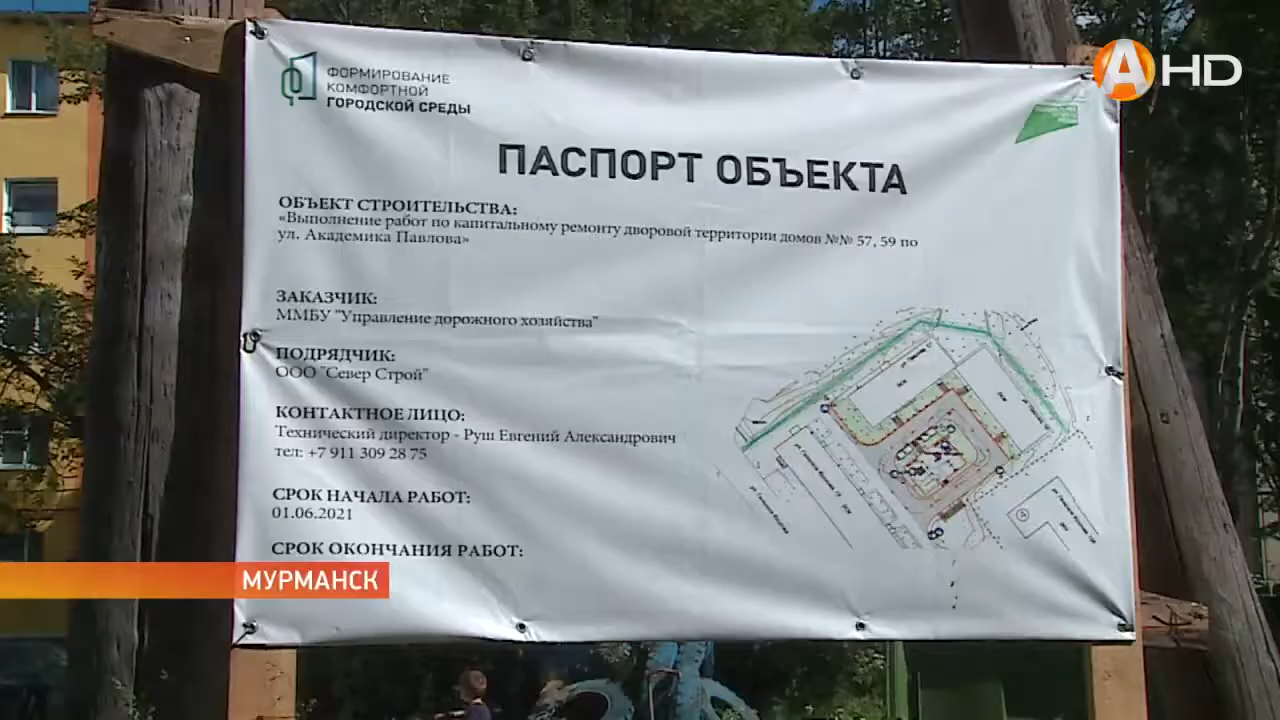 ФОРМИРОВАНИЕ
КОМФОРТНОЙ
ГОРОДСКОЙ СРЕДЫ
А HD
ПАСПОРТ ОБЪЕКТА
ОБЪЕКТ СТРОИТЕЛЬСТВА:
«Выполнение работ по капитальному ремонту дворовой территории домов №№ 57, 59 по
ул. Академика Павлова»
ЗАКАЗЧИК:
ММБУ "Управление дорожного хозяйства"
ПОДРЯДЧИК:
ООО "Север Строй"
КОНТАКТНОЕ ЛИЦО:
Технический директор - Руш Евгений Александрович
тел: +7 911 309 28 75
СРОК НАЧАЛА РАБОТ:
01.06.2021
СРОК ОКОНЧАНИЯ РАБОТ:
МУРМАНСК